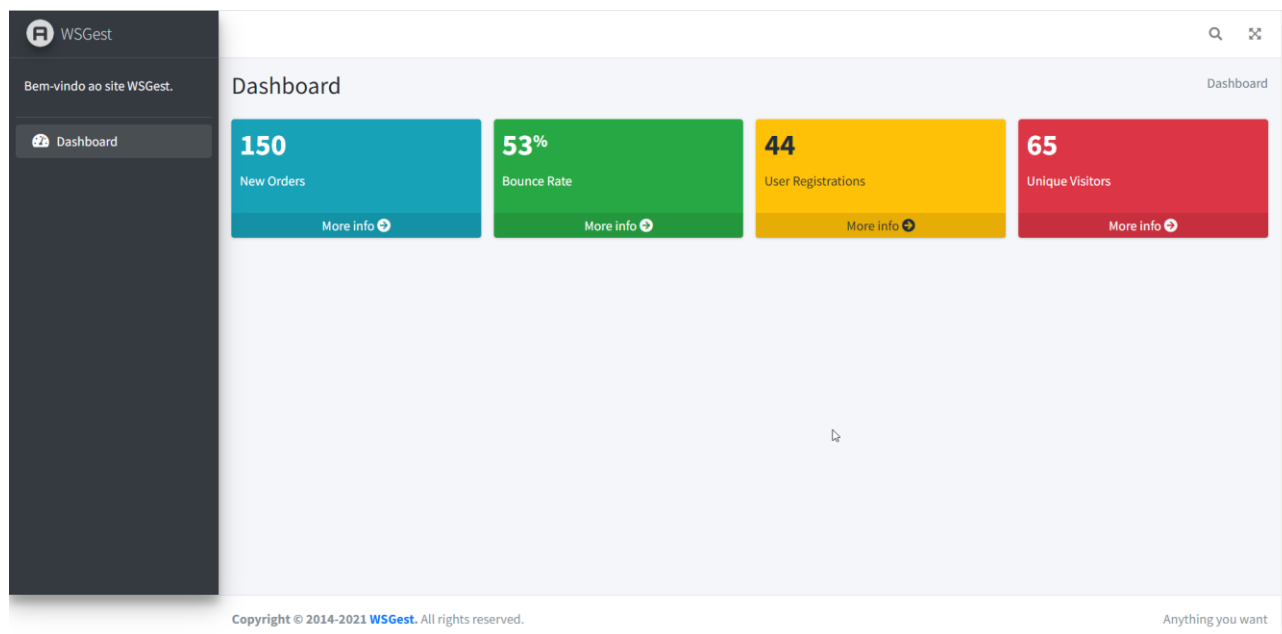 WSGest
Bem-vindo ao site WSGest.
Dashboard
Dashboard
Dashboard
150
New Orders
More info
53%
Bounce Rate
More info
44
User Registrations
More info
65
Unique Visitors
More info
Copyright © 2014-2021 WSGest. All rights reserved.
Anything you want